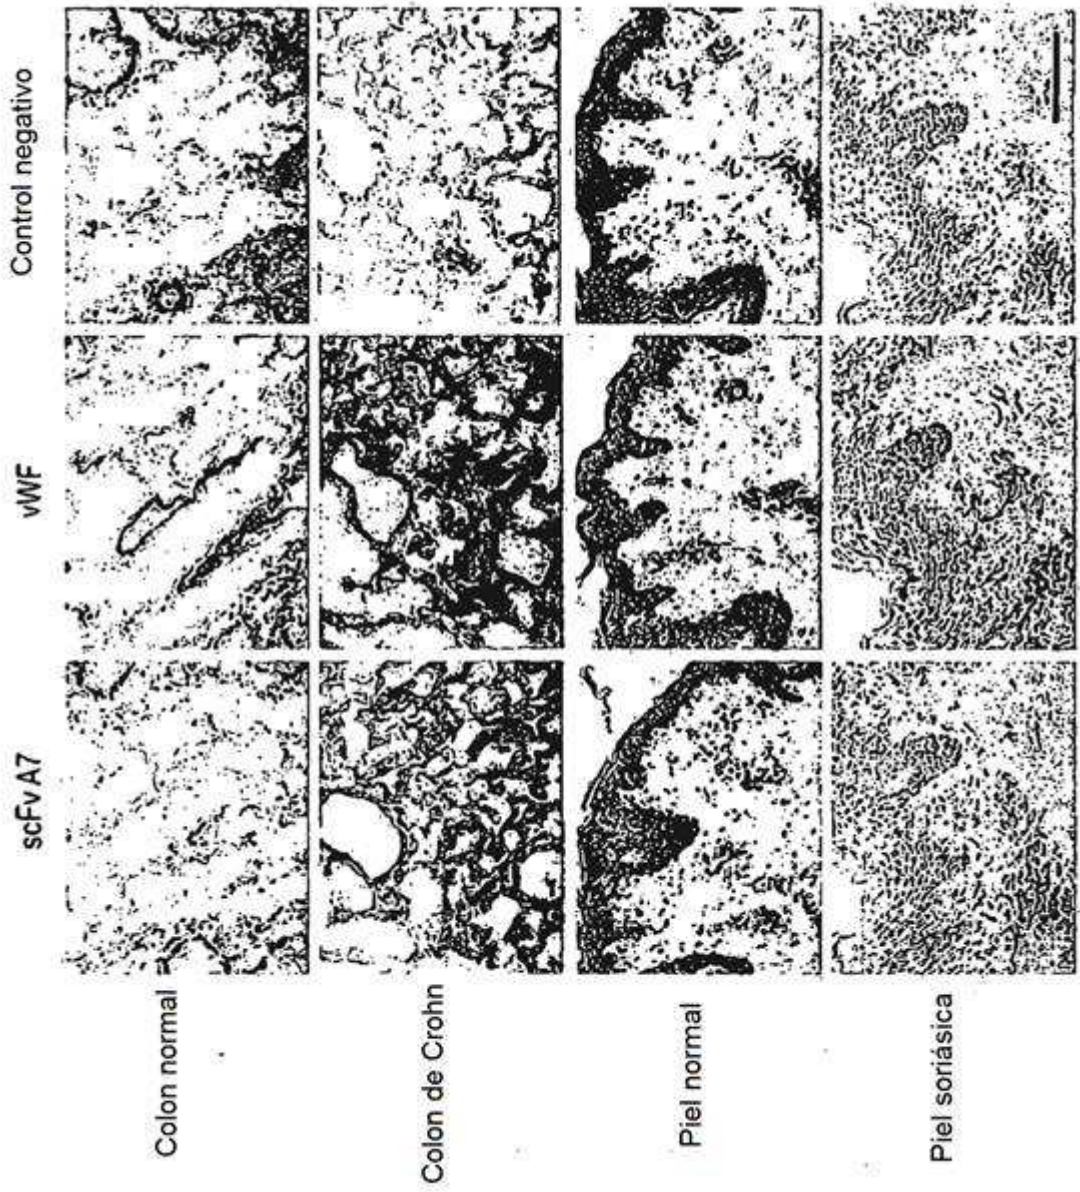 scFv A7
vWF
Control negativo
Colon normal
Colon de Crohn
Piel normal
Piel soriásica